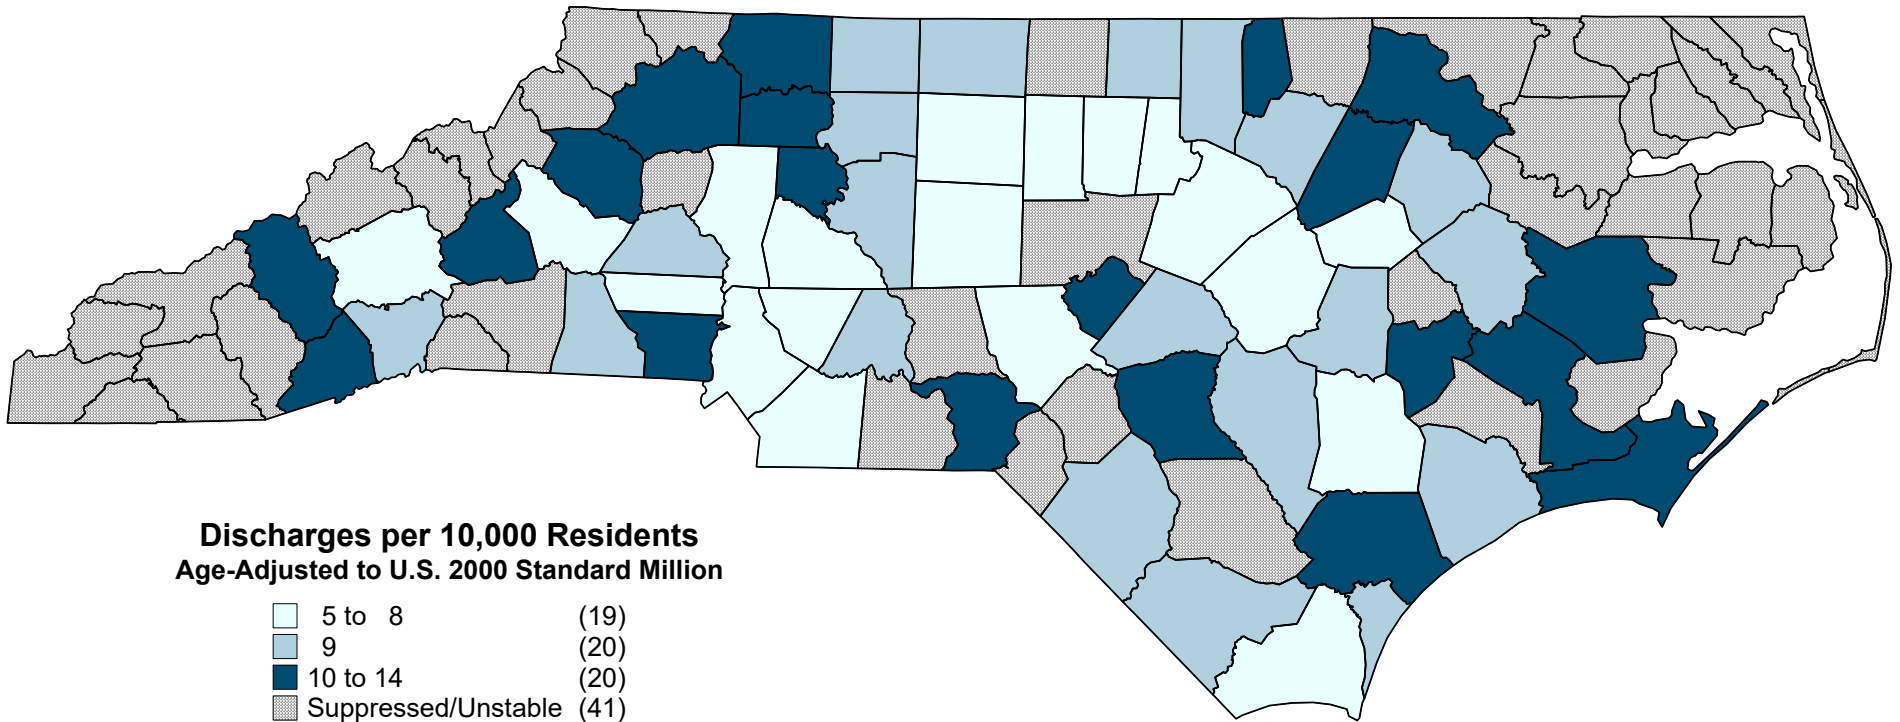 Discharges per 10,000 Residents
Age-Adjusted to U.S. 2000 Standard Million
5 to 8 (19)
9 (20)
10 to 14 (20)
Suppressed/Unstable (41)